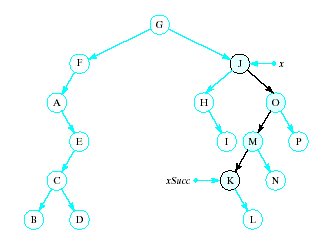 G
F J x
A H O
E I M P
C xSucc K N
B D L